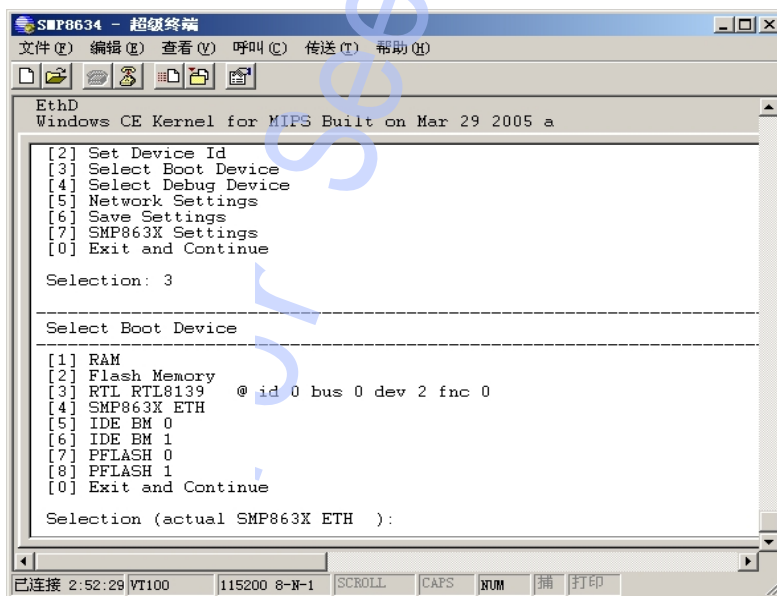 SMP8634 - 超级终端
文件(F) 编辑(E) 查看(V) 呼叫(C) 传送(T) 帮助(H)
EthD
Windows CE Kernel for MIPS Built on Mar 29 2005 a
[2] Set Device Id
[3] Select Boot Device
[4] Select Debug Device
[5] Network Settings
[6] Save Settings
[7] SMP863X Settings
[0] Exit and Continue
Selection: 3
Select Boot Device
[1] RAM
[2] Flash Memory
[3] RTL RTL8139 @ id 0 bus 0 dev 2 fnc 0
[4] SMP863X ETH
[5] IDE BM 0
[6] IDE BM 1
[7] PFLASH 0
[8] PFLASH 1
[0] Exit and Continue
Selection (actual SMP863X ETH ):
已连接 2:52:29 VT100 115200 8-N-1 SCROLL CAPS NUM 捕 打印